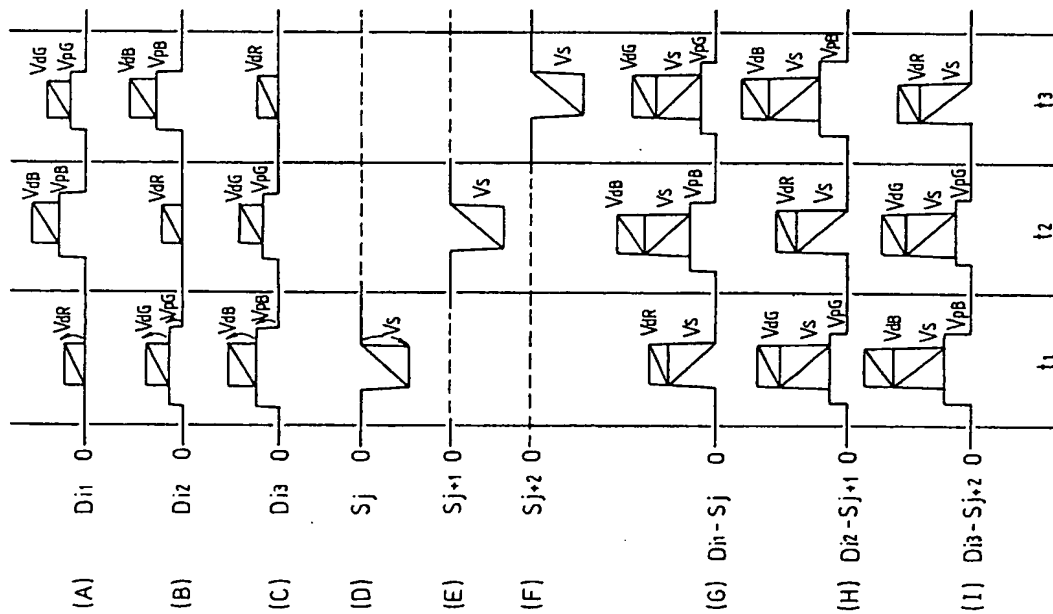 (A) Di1 0 VdR VdB VpB VdG VpG
(B) Di2 0 VdG VpG VdR VdB VpB
(C) Di3 0 VdB VpB VdG VpG VdR
(D) Sj 0 Vs
(E) Sj+1 0 Vs
(F) Sj+2 0 Vs
(G) Di1-Sj 0 VdR Vs VdB Vs VpB VdG Vs VpG
(H) Di2-Sj+1 0 VdG Vs VpG VdR Vs VdB Vs VpB
(I) Di3-Sj+2 0 VdB Vs VpB VdG Vs VpG VdR Vs
t1 t2 t3